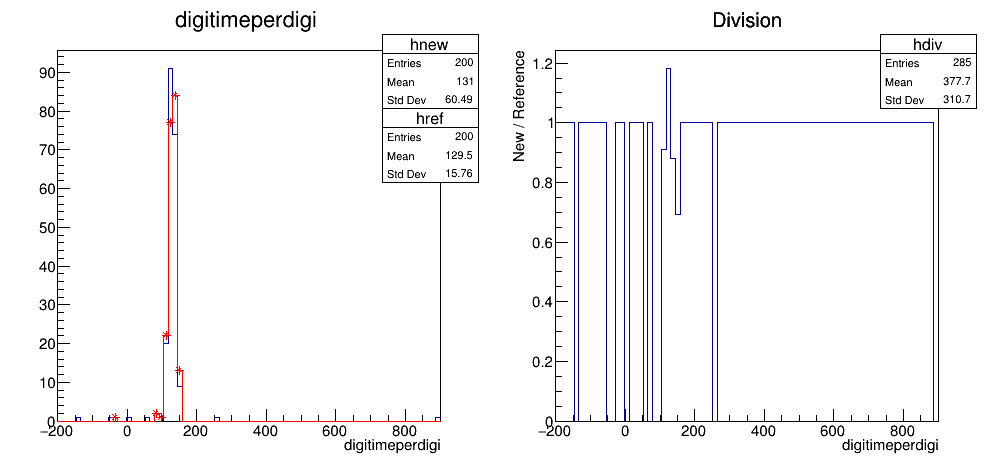 digitimeperdigi
hnew
Entries 200
Mean 131
Std Dev 60.49
href
Entries 200
Mean 129.5
Std Dev 15.76
90
80
70
60
50
40
30
20
10
0
−200 0 200 400 600 800
digitimeperdigi
Division
hdiv
Entries 285
Mean 377.7
Std Dev 310.7
New / Reference
1.2
1
0.8
0.6
0.4
0.2
0
−200 0 200 400 600 800
digitimeperdigi